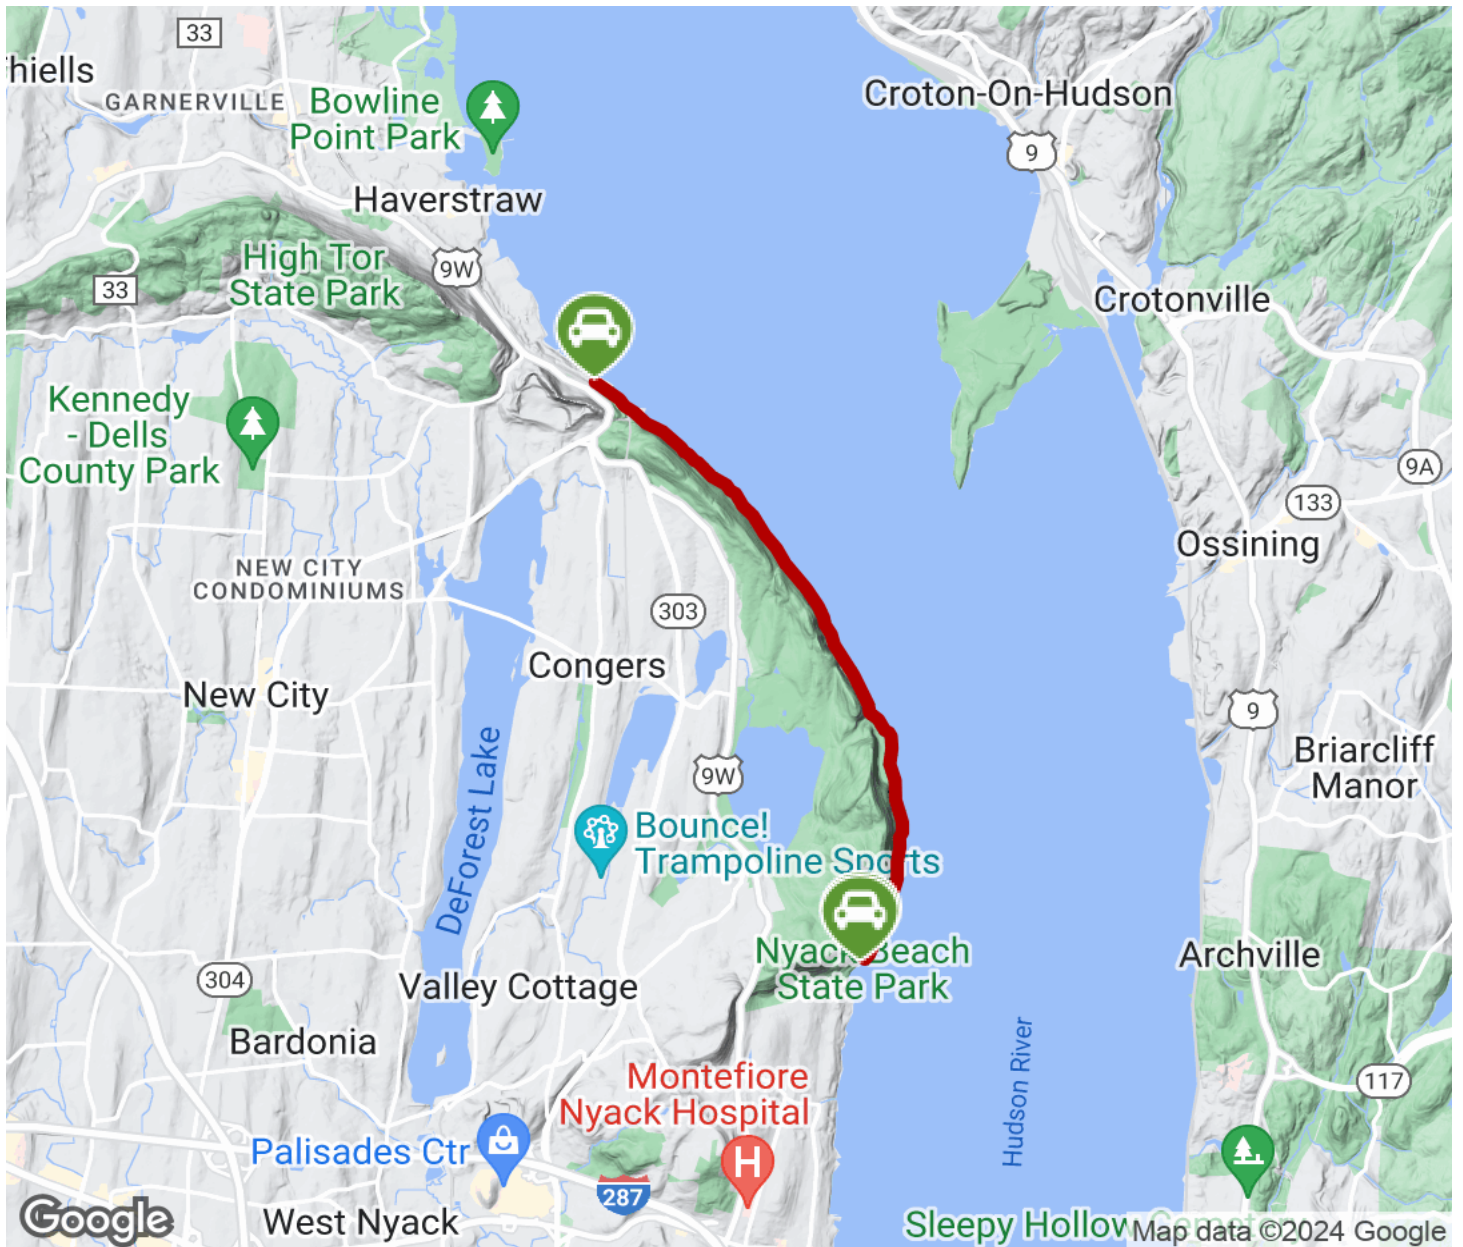 33
Thiells
GARNERVILLE
Bowline
Point Park
Croton-On-Hudson
9
Haverstraw
High Tor
State Park
9W
33
Crotonville
Kennedy
- Dells
County Park
9A
133
Ossining
NEW CITY
CONDOMINIUMS
303
Congers
New City
9
DeForest Lake
9W
Briarcliff
Manor
Bounce!
Trampoline Sports
Nyack Beach
State Park
Archville
304
Valley Cottage
Bardonia
Hudson River
Montefiore
Nyack Hospital
117
Palisades Ctr
H
287
Google
West Nyack
Sleepy Hollow Cemetery
Map data ©2024 Google